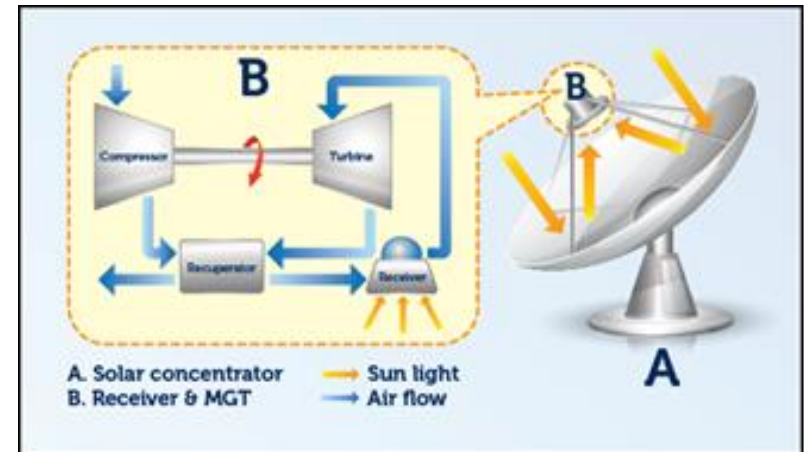 B
B
Compressor
Turbine
Recuperator
Receiver
A
A. Solar concentrator
B. Receiver & MGT
Sun light
Air flow